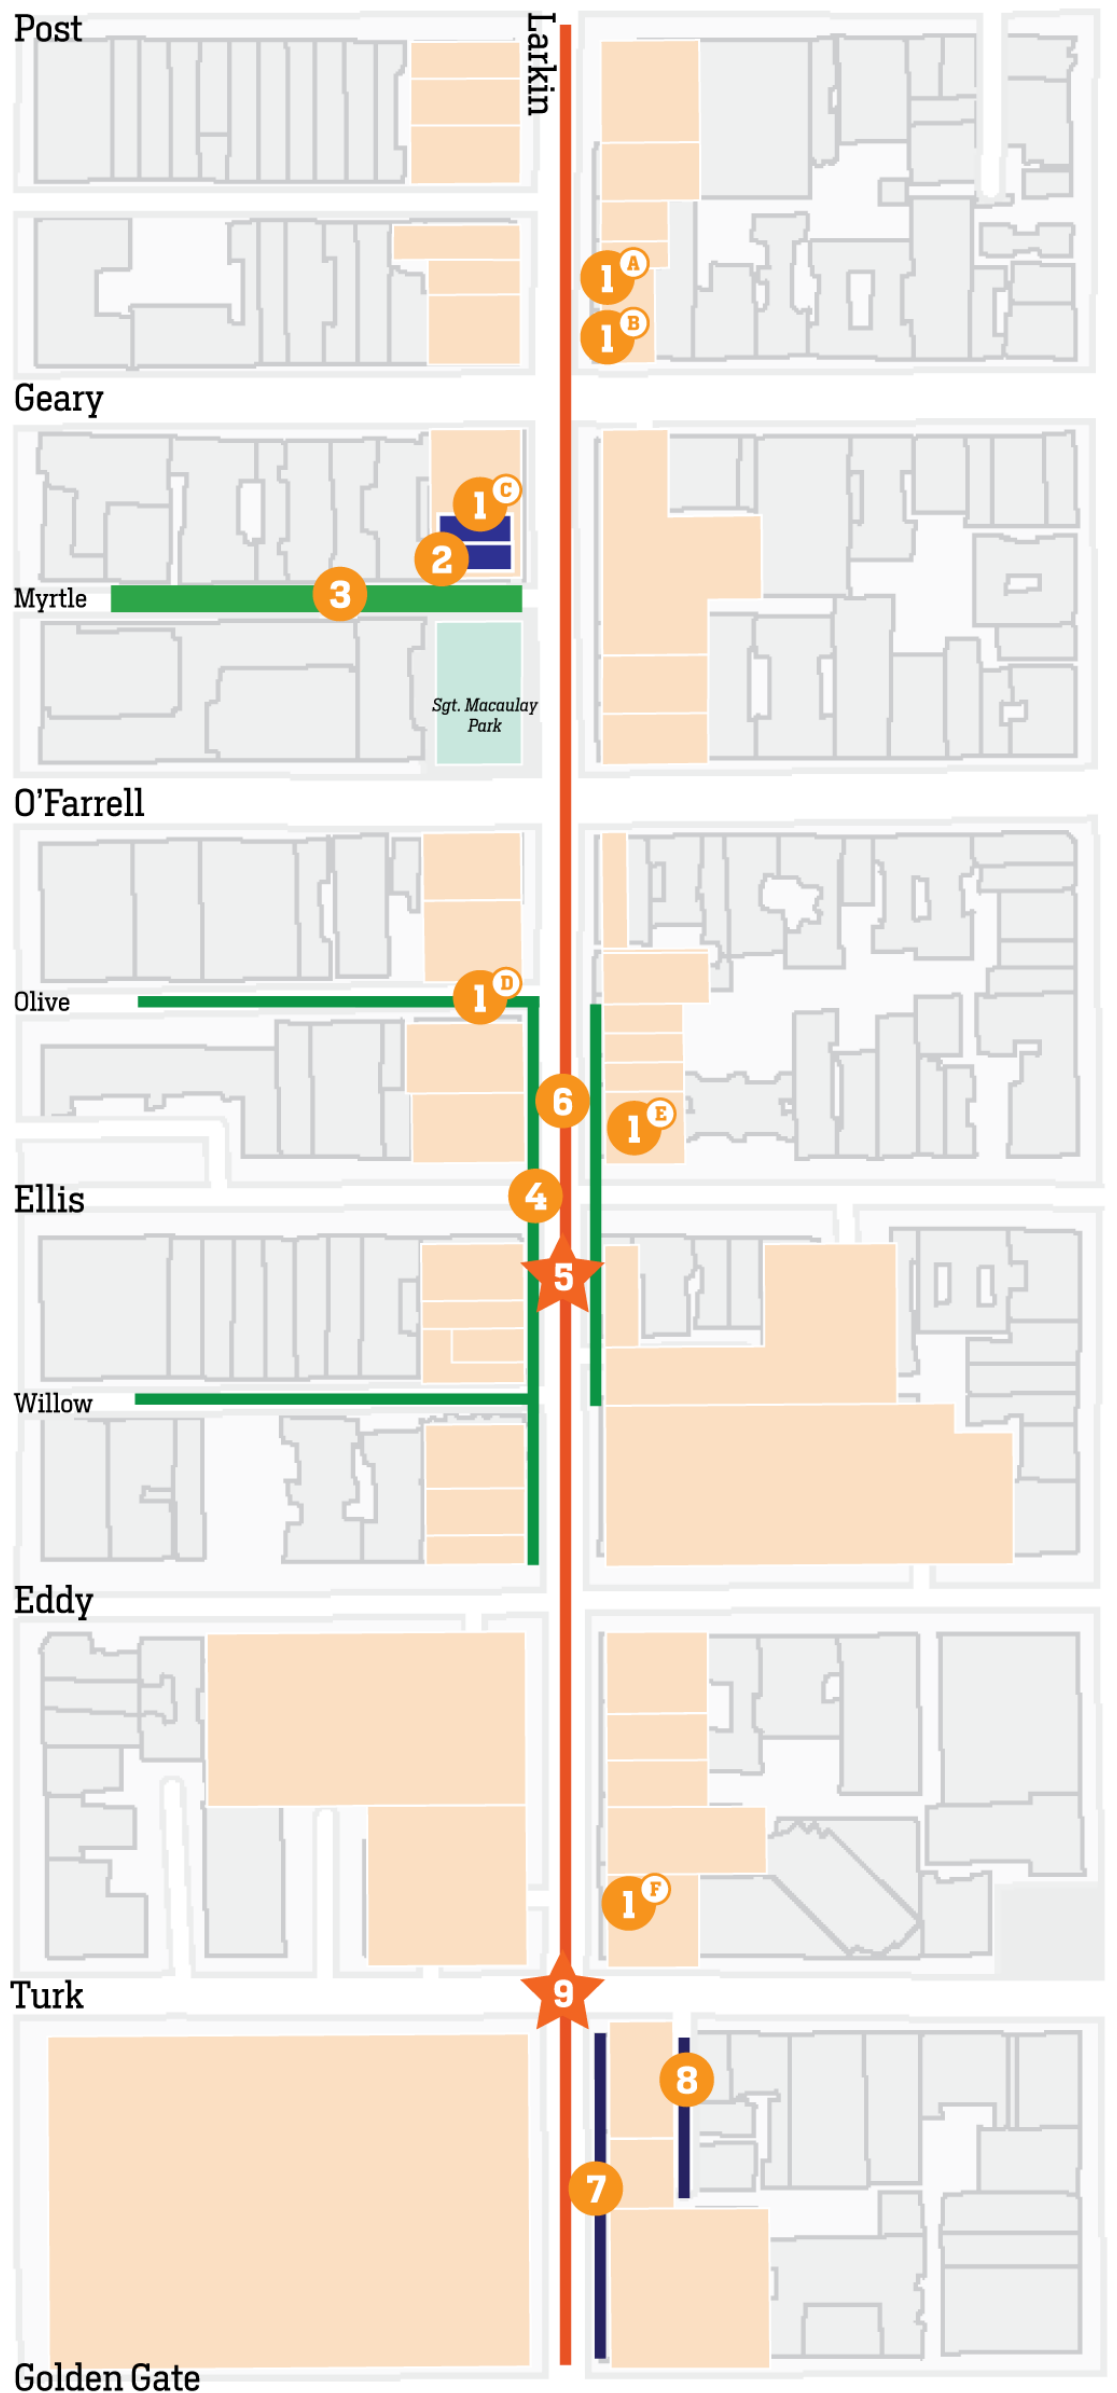 Post
Larkin
1 A
1 B
Geary
1 C
2
3
Myrtle
Sgt. Macaulay
Park
O'Farrell
1 D
Olive
6
1 E
4
Ellis
5
Willow
Eddy
1 F
9
Turk
8
7
Golden Gate